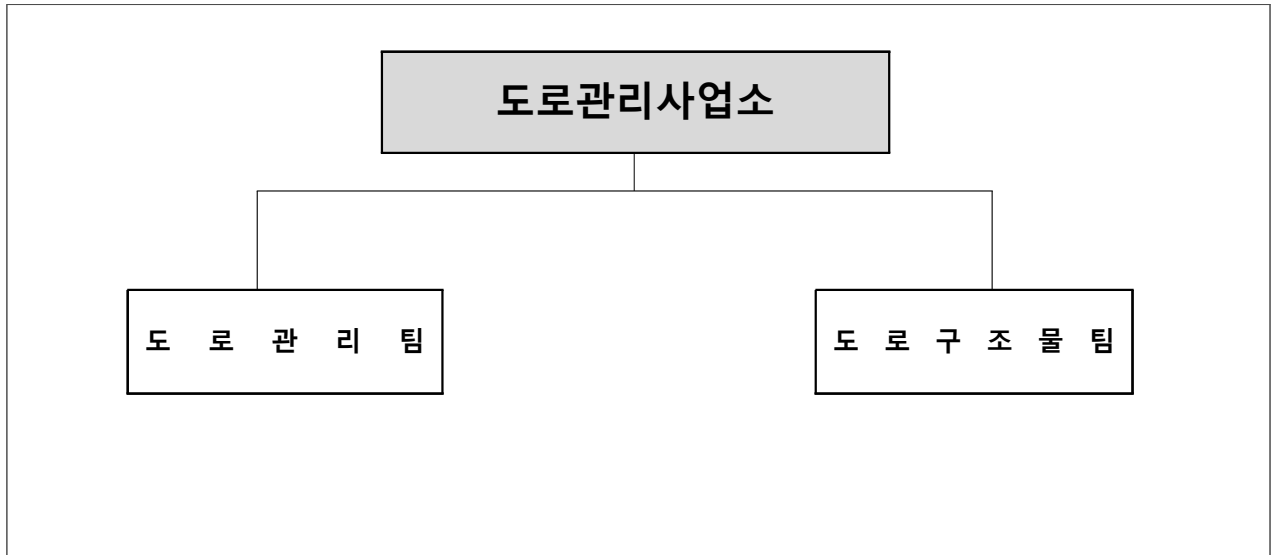 도로관리사업소
도 로 관 리 팀
도 로 구 조 물 팀